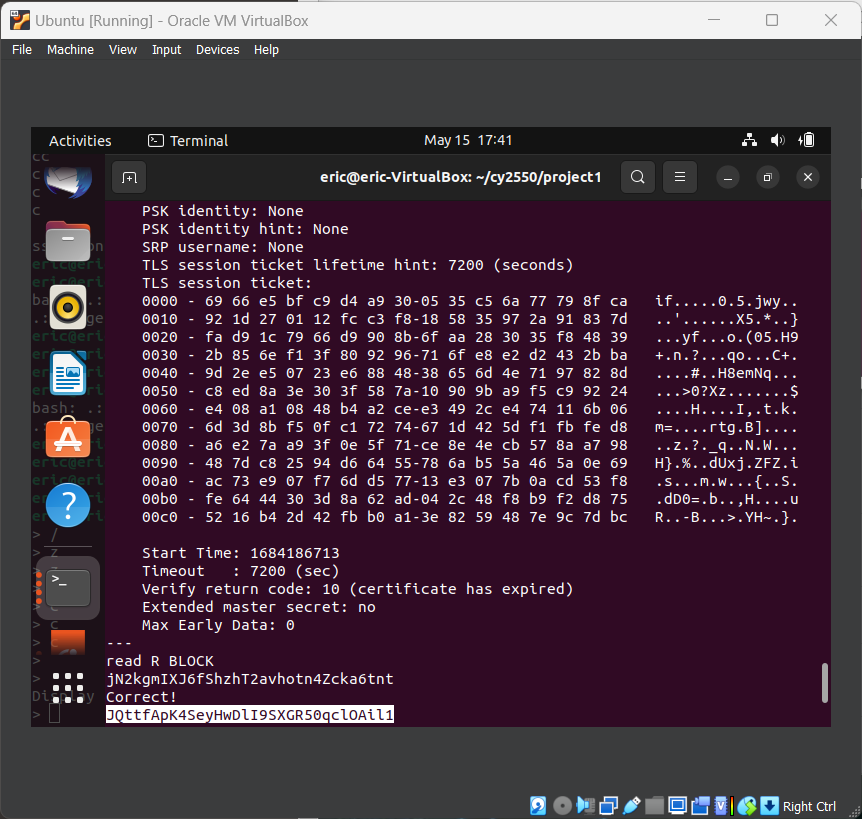 Ubuntu [Running] - Oracle VM VirtualBox
File Machine View Input Devices Help
Activities Terminal May 15 17:41
eric@eric-VirtualBox: ~/cy2550/project1
PSK identity: None
PSK identity hint: None
SRP username: None
TLS session ticket lifetime hint: 7200 (seconds)
TLS session ticket:
0000 - 69 66 e5 bf c9 d4 a9 30-05 35 c5 6a 77 79 8f ca   if.....0.5.jwy..
0010 - 92 1d 27 01 12 fc c3 f8-18 58 35 97 2a 91 83 7d   ..'......X5.*..}
0020 - fa d9 1c 79 66 d9 90 8b-6f aa 28 30 35 f8 48 39   ...yf...o.(05.H9
0030 - 2b 85 6e f1 3f 80 92 96-71 6f e8 e2 d2 43 2b ba   +.n.?...qo...C+.
0040 - 9d 2e e5 07 23 e6 88 48-38 65 6d 4e 71 97 82 8d   ....#..H8emNq...
0050 - c8 ed 8a 3e 30 3f 58 7a-10 90 9b a9 f5 c9 92 24   ...>0?Xz.......$
0060 - e4 08 a1 08 48 b4 a2 ce-e3 49 2c e4 74 11 6b 06   ....H....I,.t.k.
0070 - 6d 3d 8b f5 0f c1 72 74-67 1d 42 5d f1 fb fe d8   m=....rtg.B]....
0080 - a6 e2 7a a9 3f 0e 5f 71-ce 8e 4e cb 57 8a a7 98   ..z.?._q..N.W...
0090 - 48 7d c8 25 94 d6 64 55-78 6a b5 5a 46 5a 0e 69   H}.%..dUxj.ZFZ.i
00a0 - ac 73 e9 07 f7 6d d5 77-13 e3 07 7b 0a cd 53 f8   .s...m.w...{..S.
00b0 - fe 64 44 30 3d 8a 62 ad-04 2c 48 f8 b9 f2 d8 75   .dD0=.b..,H....u
00c0 - 52 16 b4 2d 42 fb b0 a1-3e 82 59 48 7e 9c 7d bc   R..-B...>.YH~.}.
Start Time: 1684186713
Timeout   : 7200 (sec)
Verify return code: 10 (certificate has expired)
Extended master secret: no
Max Early Data: 0
---
read R BLOCK
jN2kgmIXJ6fShzhT2avhotn4Zcka6tnt
Correct!
JQttfApK4SeyHwDlI9SXGR50qclOAil1
Right Ctrl